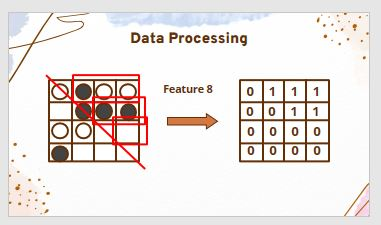 Data Processing
Feature 8
0 1 1 1
0 0 1 1
0 0 0 0
0 0 0 0